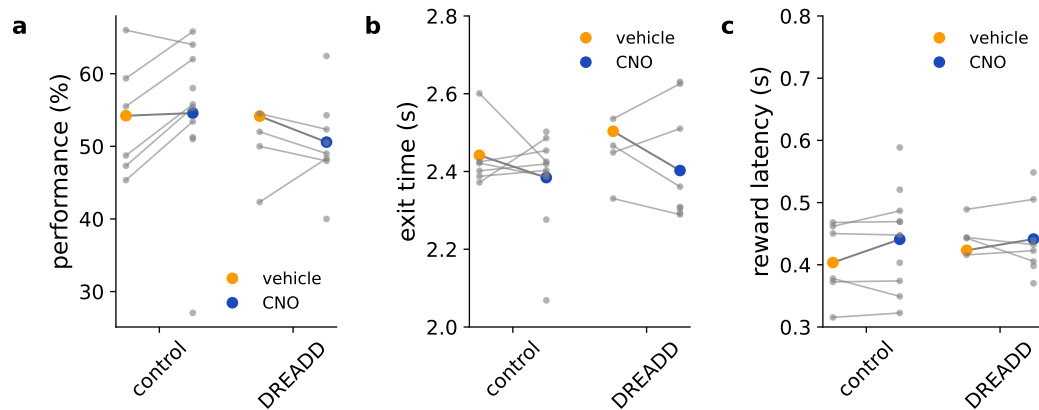 a
performance (%)
60
50
40
30
vehicle
CNO
control
DREADD
b
exit time (s)
2.8
2.6
2.4
2.2
2.0
vehicle
CNO
control
DREADD
c
reward latency (s)
0.8
0.7
0.6
0.5
0.4
0.3
vehicle
CNO
control
DREADD